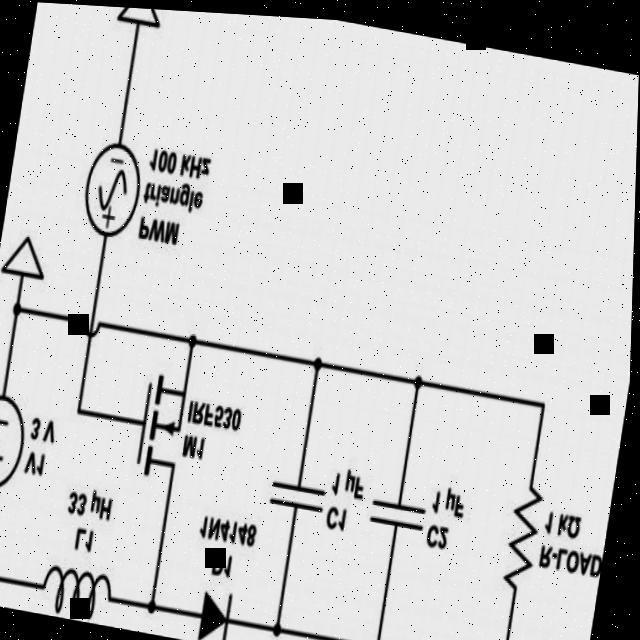 L1
33 µH
1N4148
R-LOAD
1 kΩ
C2
1 µF
C1
1 µF
V1
3 V
M1
IRF530
PWM
triangle
100 kHz